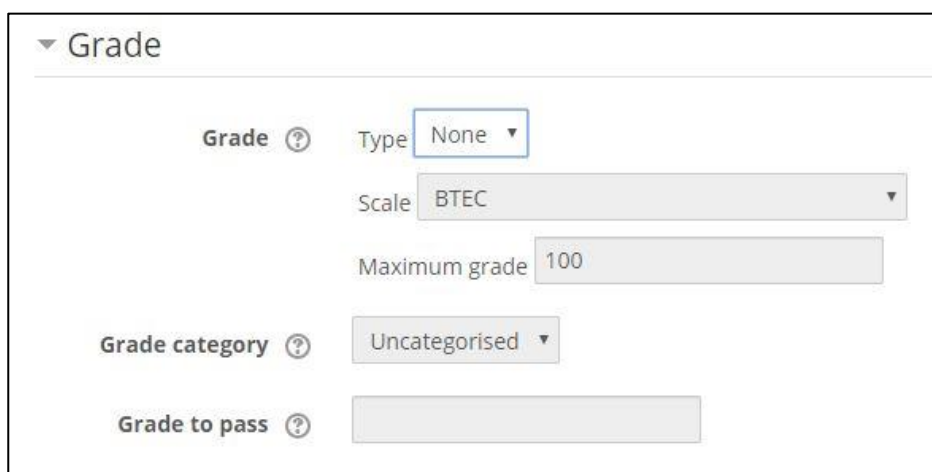 Grade
Grade Type None
Scale BTEC
Maximum grade 100
Grade category Uncategorised
Grade to pass